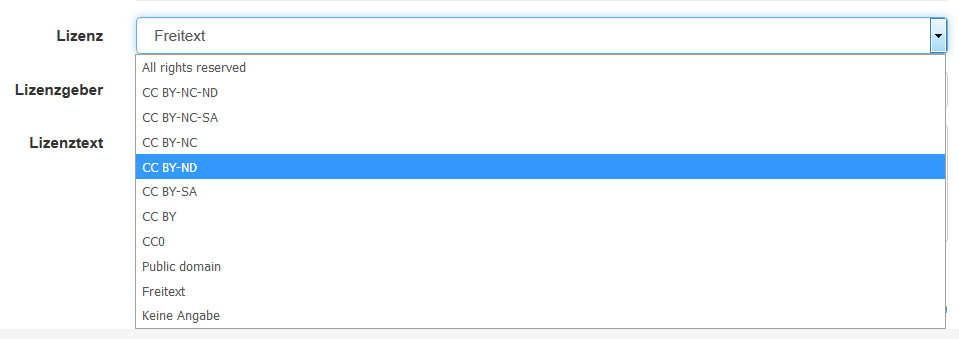 Lizenz
Freitext
All rights reserved
Lizenzgeber
CC BY-NC-ND
CC BY-NC-SA
Lizenztext
CC BY-NC
CC BY-ND
CC BY-SA
CC BY
CC0
Public domain
Freitext
Keine Angabe